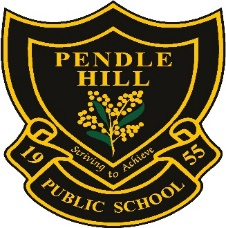 PENDLE
HILL
Striving to Achieve
19 55
PUBLIC SCHOOL